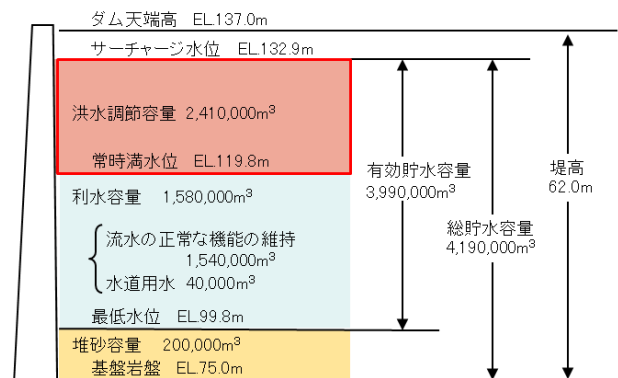 ダム天端高 EL.137.0m
サーチャージ水位 EL.132.9m
洪水調節容量 2,410,000m³
常時満水位 EL.119.8m
利水容量 1,580,000m³
流水の正常な機能の維持
1,540,000m³
水道用水 40,000m³
最低水位 EL.99.8m
堆砂容量 200,000m³
基盤岩盤 EL.75.0m
有効貯水容量
3,990,000m³
総貯水容量
4,190,000m³
堤高
62.0m